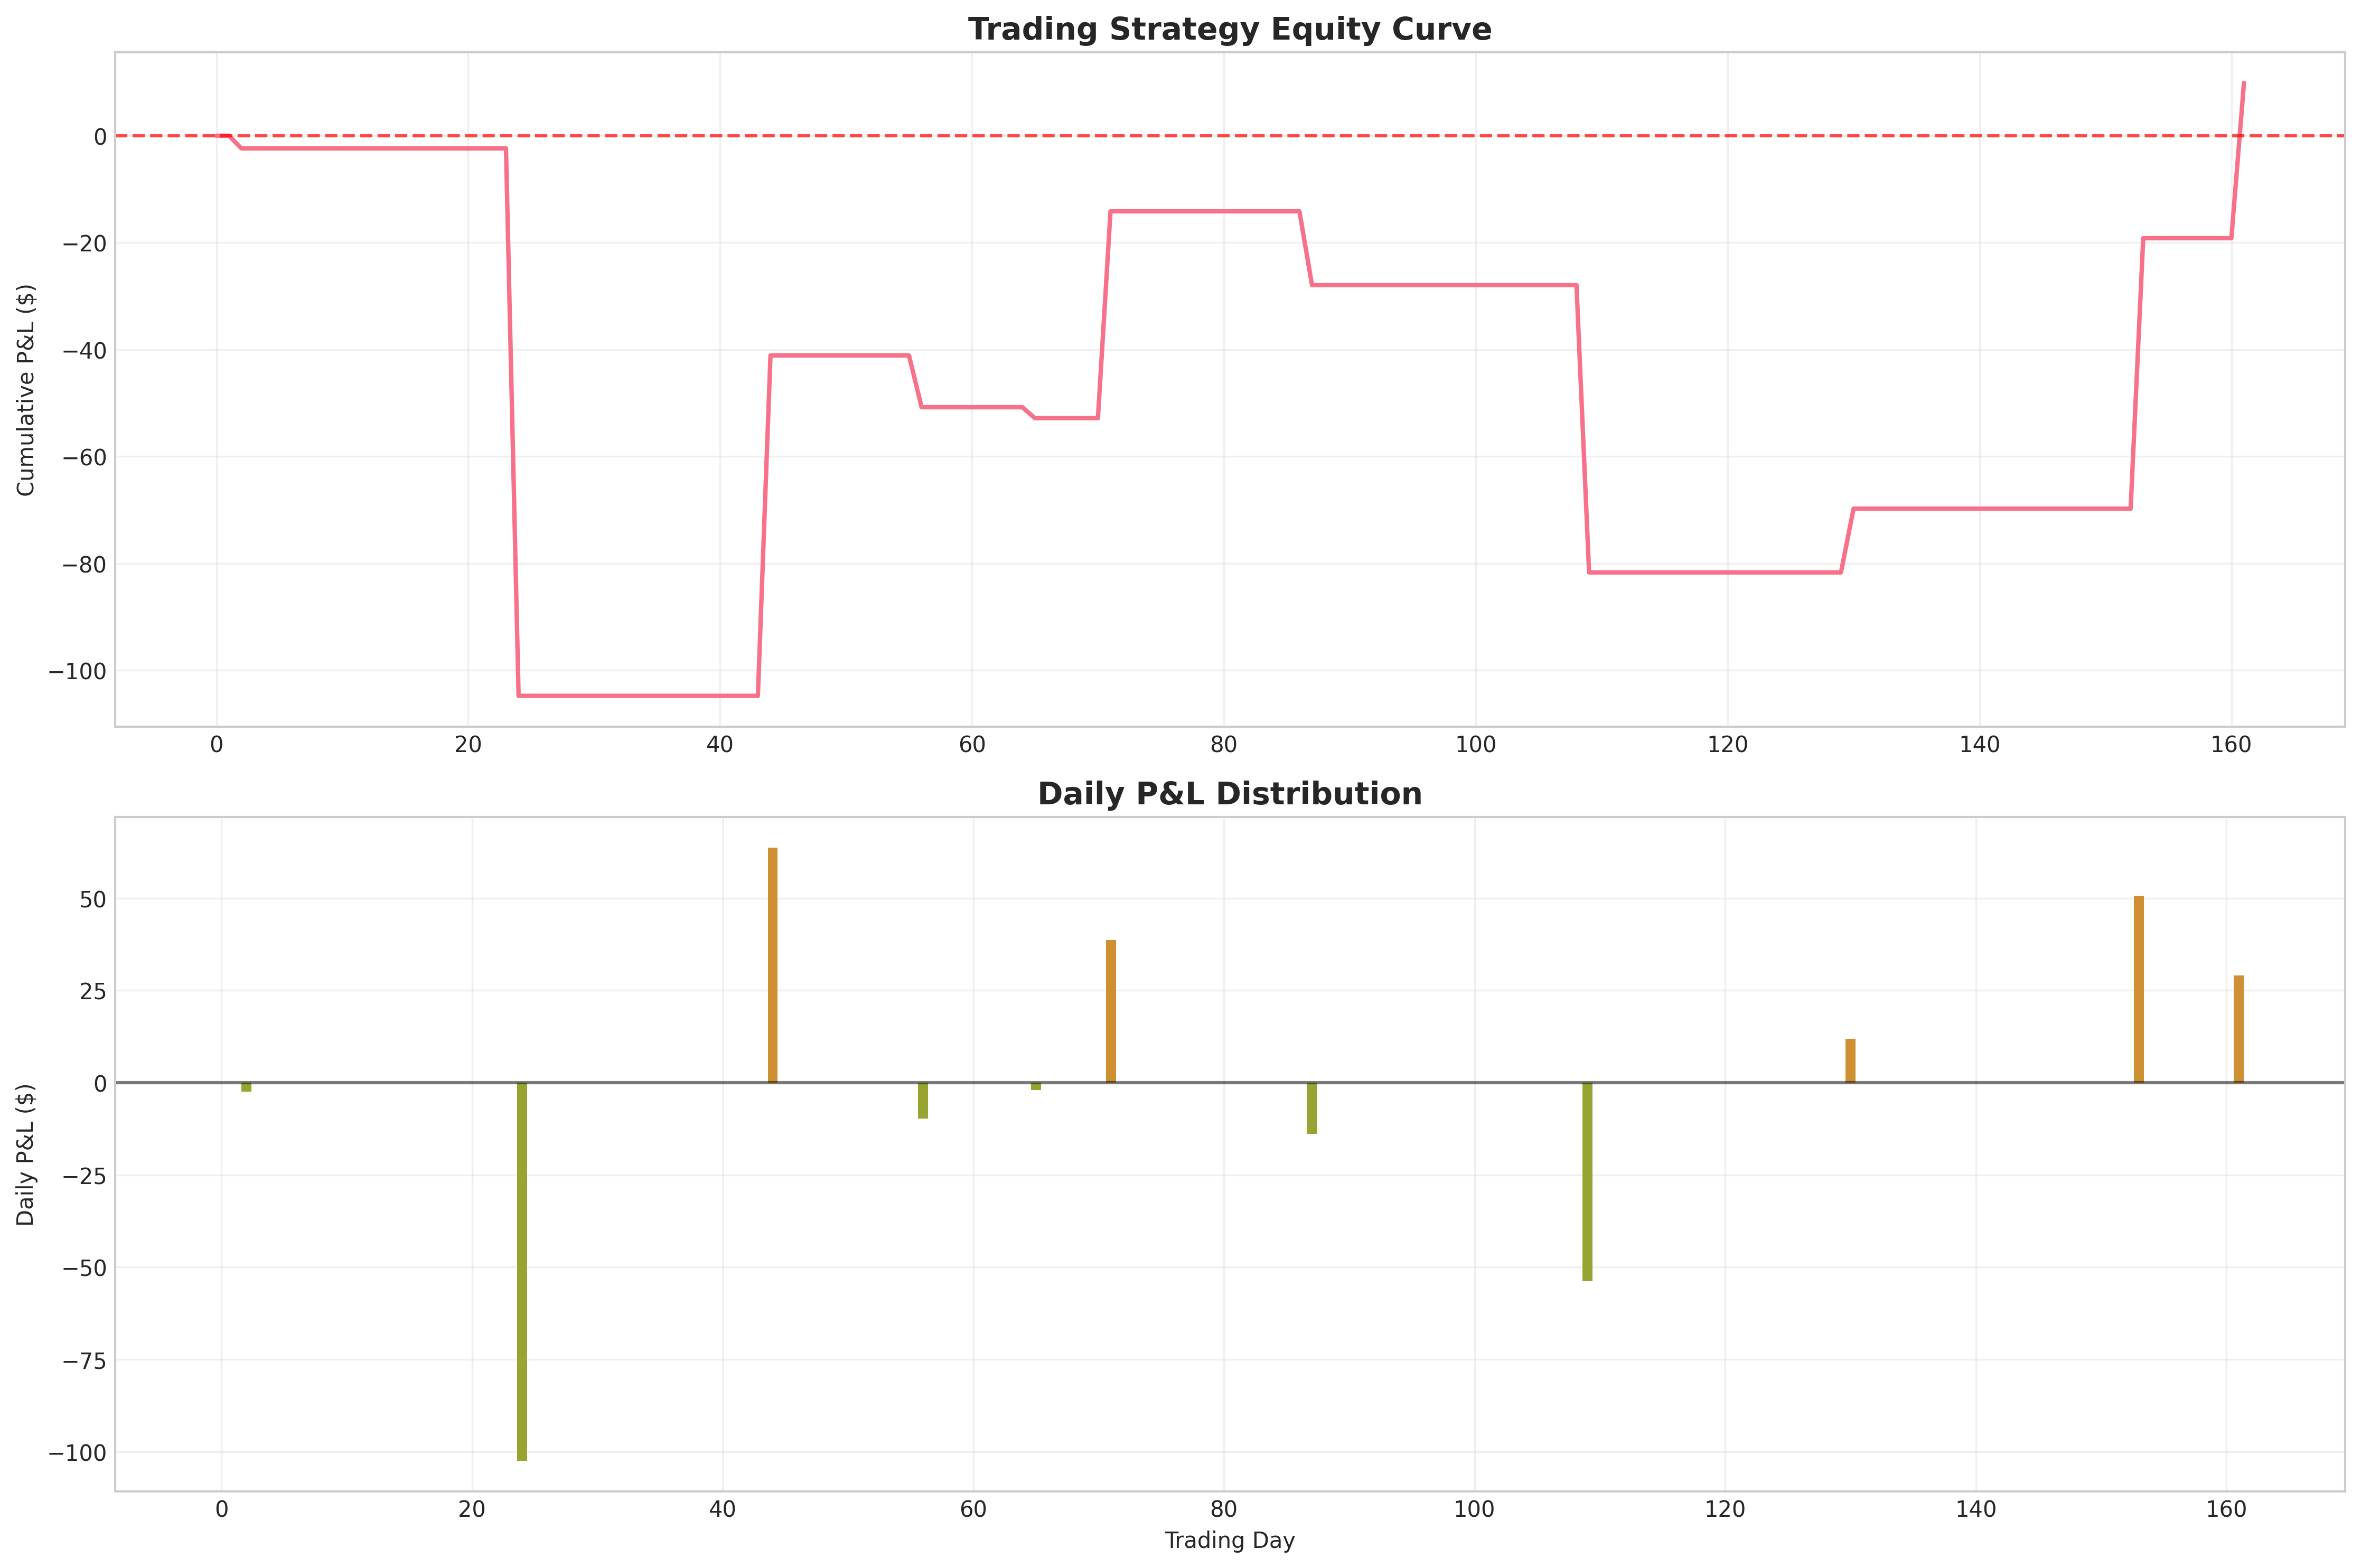 Trading Strategy Equity Curve
Cumulative P&L ($)
0
−20
−40
−60
−80
−100
0 20 40 60 80 100 120 140 160
Daily P&L Distribution
Daily P&L ($)
50
25
0
−25
−50
−75
−100
0 20 40 60 80 100 120 140 160
Trading Day